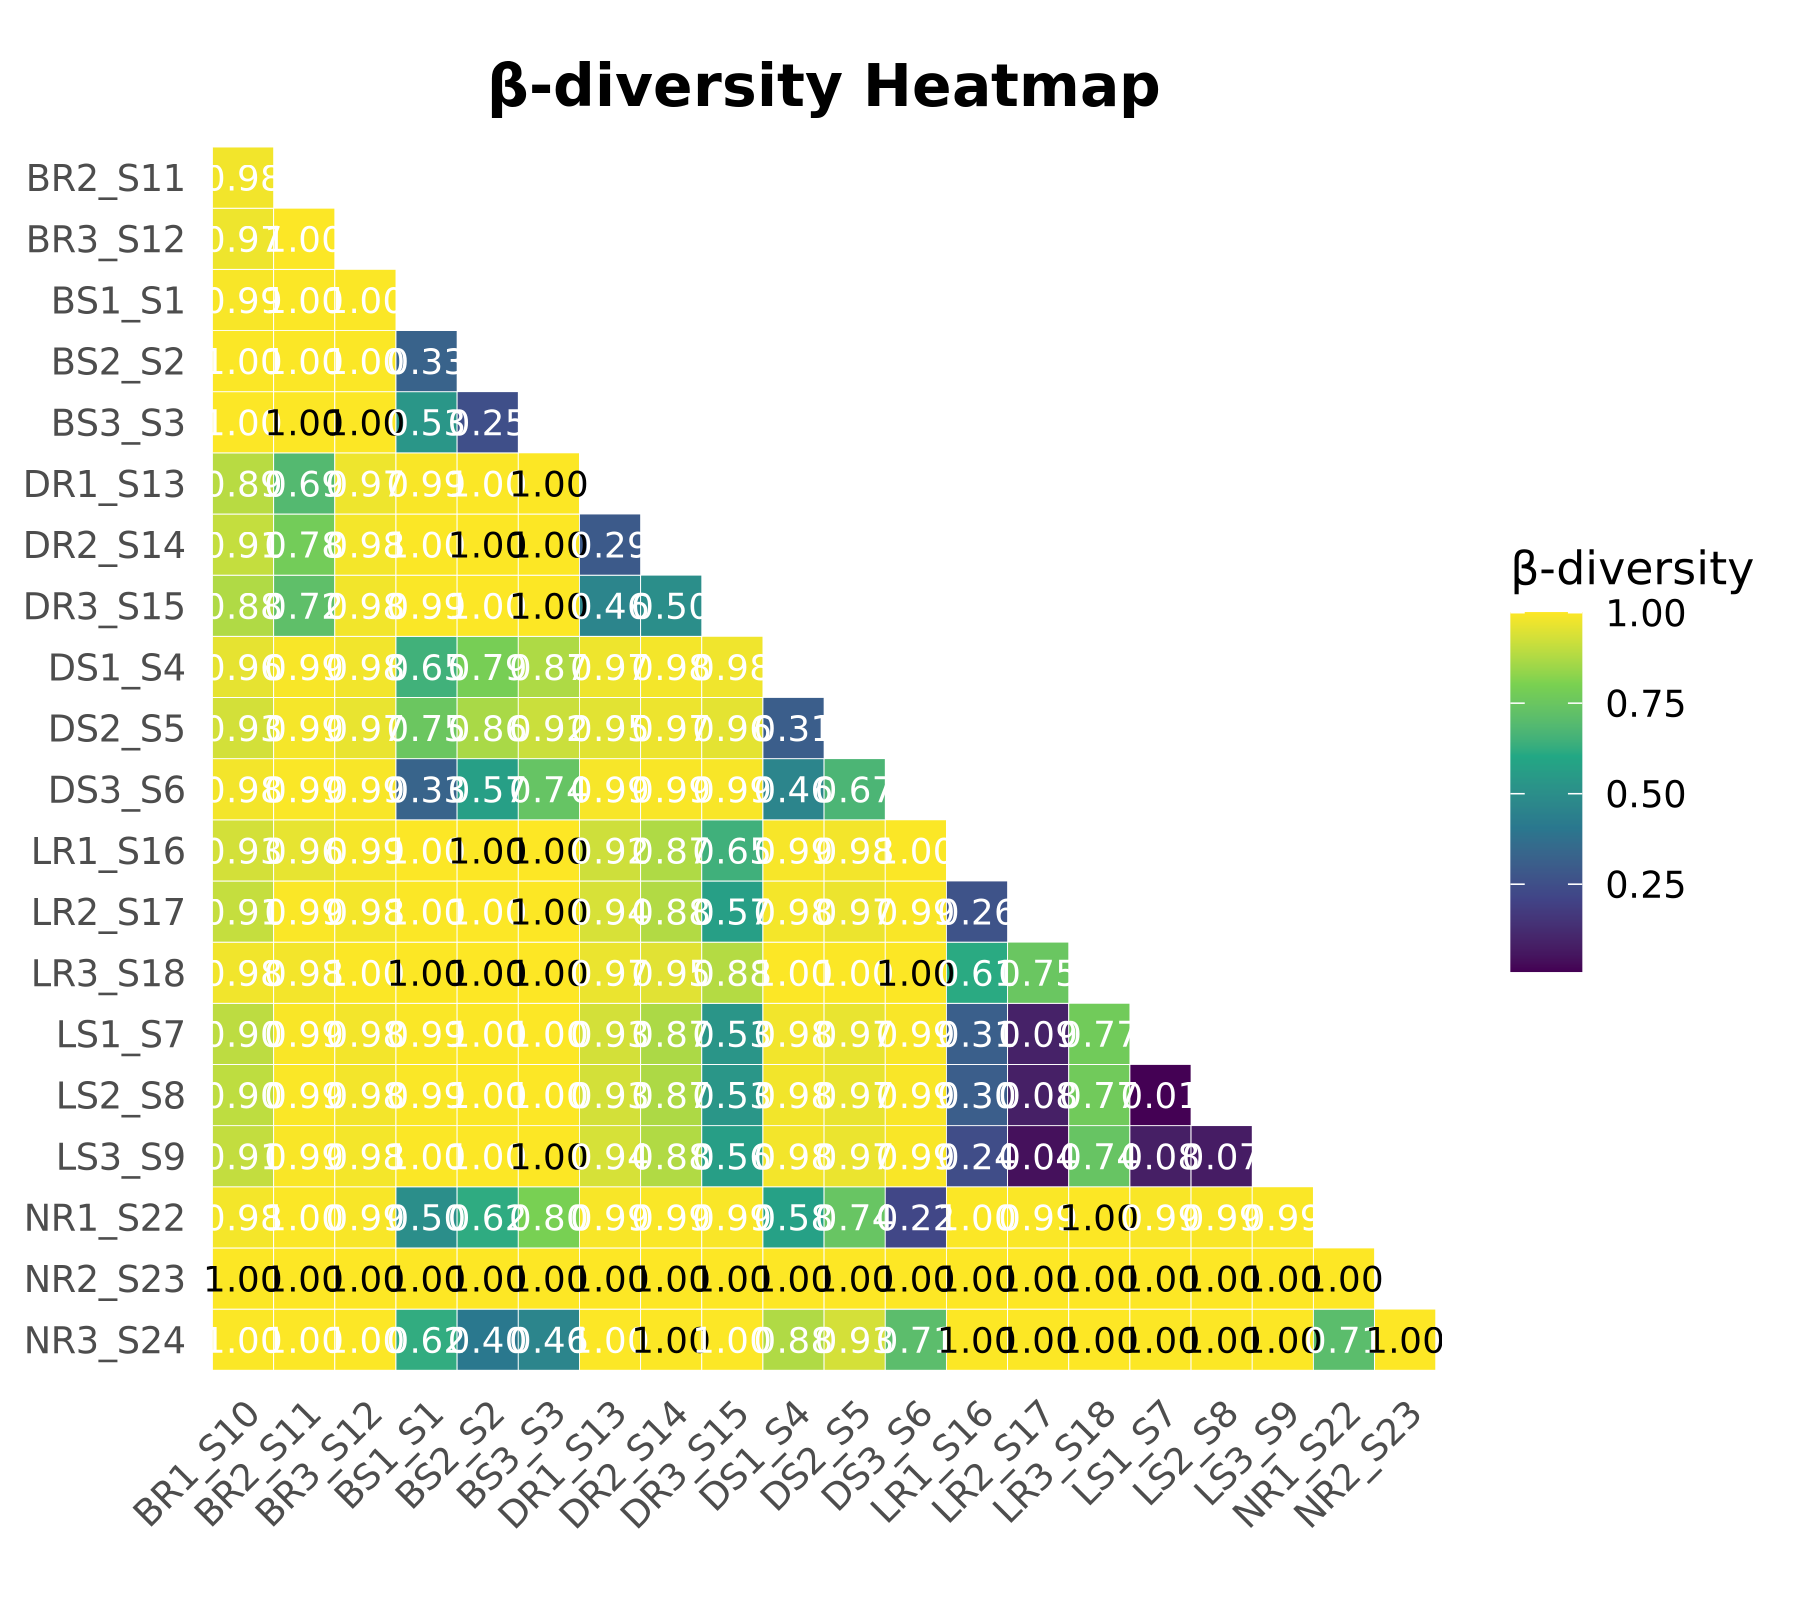 β-diversity Heatmap
BR2_S11 0.98
BR3_S12 0.97 1.00
BS1_S1 0.99 1.00 1.00
BS2_S2 1.00 1.00 1.00 0.33
BS3_S3 1.00 1.00 1.00 0.53 0.25
DR1_S13 0.89 0.69 0.97 0.99 1.00 1.00
DR2_S14 0.91 0.78 0.98 1.00 1.00 1.00 0.29
DR3_S15 0.88 0.72 0.98 0.99 1.00 1.00 0.46 0.50
DS1_S4 0.96 0.99 0.98 0.65 0.79 0.87 0.97 0.98 0.98
DS2_S5 0.93 0.99 0.97 0.75 0.86 0.92 0.95 0.97 0.96 0.31
DS3_S6 0.98 0.99 0.99 0.33 0.57 0.74 0.99 0.99 0.99 0.46 0.67
LR1_S16 0.93 0.96 0.99 1.00 1.00 1.00 0.92 0.87 0.65 0.99 0.98 1.00
LR2_S17 0.91 0.99 0.98 1.00 1.00 1.00 0.94 0.88 0.57 0.98 0.97 0.99 0.26
LR3_S18 0.98 0.98 1.00 1.00 1.00 1.00 0.97 0.95 0.88 1.00 1.00 1.00 0.61 0.75
LS1_S7 0.90 0.99 0.98 0.99 1.00 1.00 0.93 0.87 0.53 0.98 0.97 0.99 0.31 0.09 0.77
LS2_S8 0.90 0.99 0.98 0.99 1.00 1.00 0.93 0.87 0.53 0.98 0.97 0.99 0.30 0.08 0.77 0.01
LS3_S9 0.91 0.99 0.98 1.00 1.00 1.00 0.94 0.88 0.56 0.98 0.97 0.99 0.24 0.04 0.74 0.08 0.07
NR1_S22 0.98 1.00 0.99 0.50 0.62 0.80 0.99 0.99 0.99 0.58 0.74 0.22 1.00 0.99 1.00 0.99 0.99 0.99
NR2_S23 1.00 1.00 1.00 1.00 1.00 1.00 1.00 1.00 1.00 1.00 1.00 1.00 1.00 1.00 1.00 1.00 1.00 1.00 1.00
NR3_S24 1.00 1.00 1.00 0.62 0.40 0.46 1.00 1.00 1.00 0.88 0.93 0.71 1.00 1.00 1.00 1.00 1.00 1.00 0.71 1.00
BR1_S10 BR2_S11 BR3_S12 BS1_S1 BS2_S2 BS3_S3 DR1_S13 DR2_S14 DR3_S15 DS1_S4 DS2_S5 DS3_S6 LR1_S16 LR2_S17 LR3_S18 LS1_S7 LS2_S8 LS3_S9 NR1_S22 NR2_S23
β-diversity
1.00
0.75
0.50
0.25